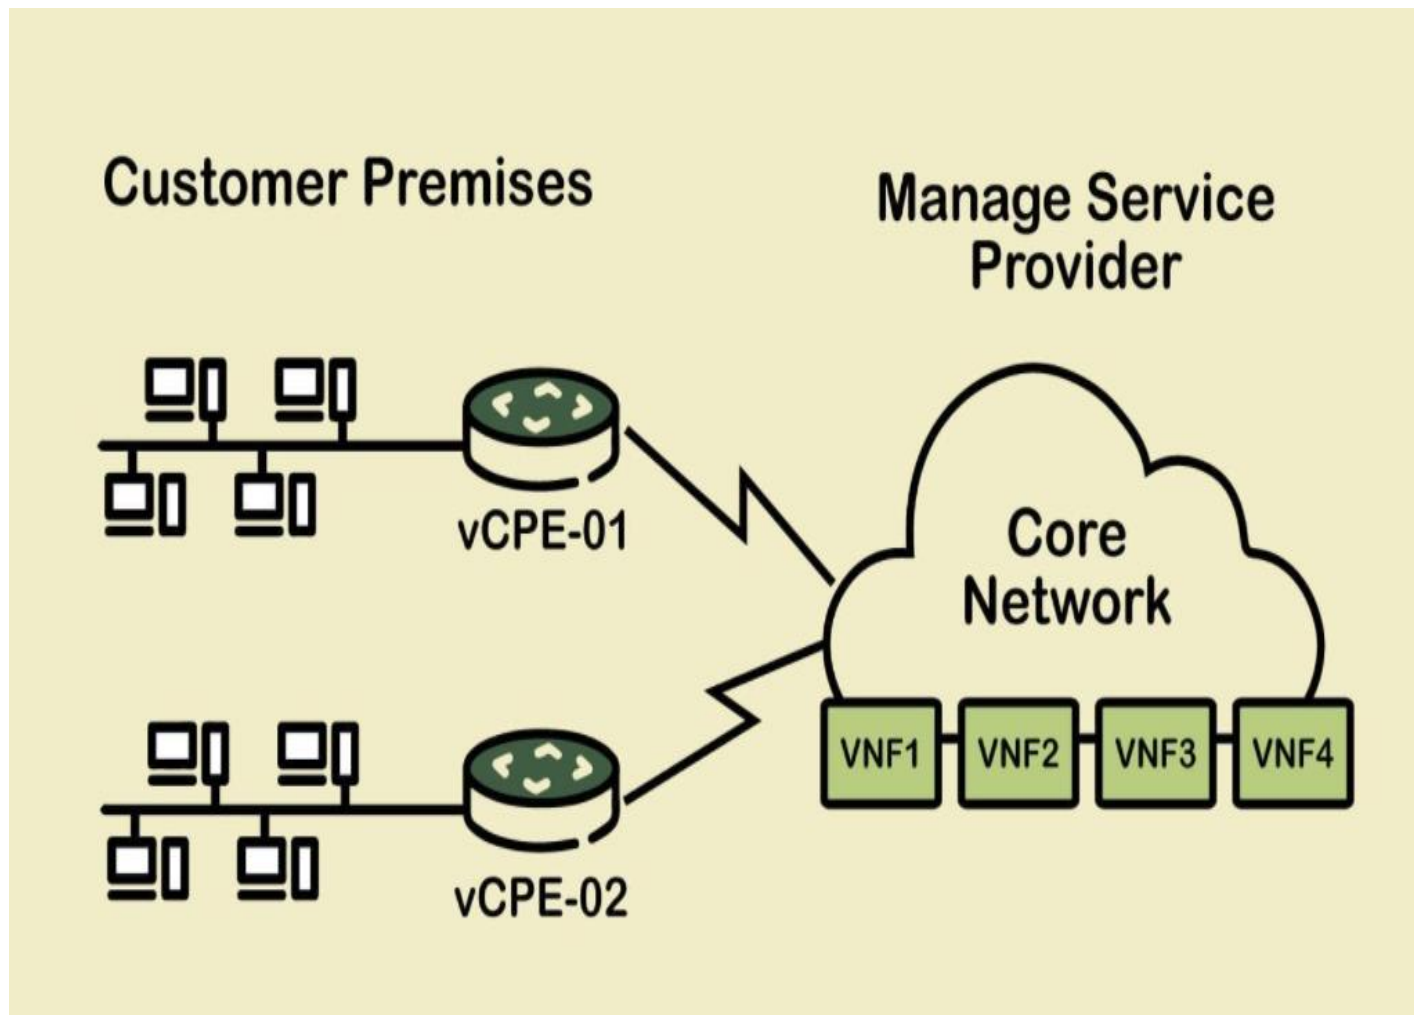 Customer Premises
Manage Service
Provider
vCPE-01
Core
Network
VNF1 VNF2 VNF3 VNF4
vCPE-02